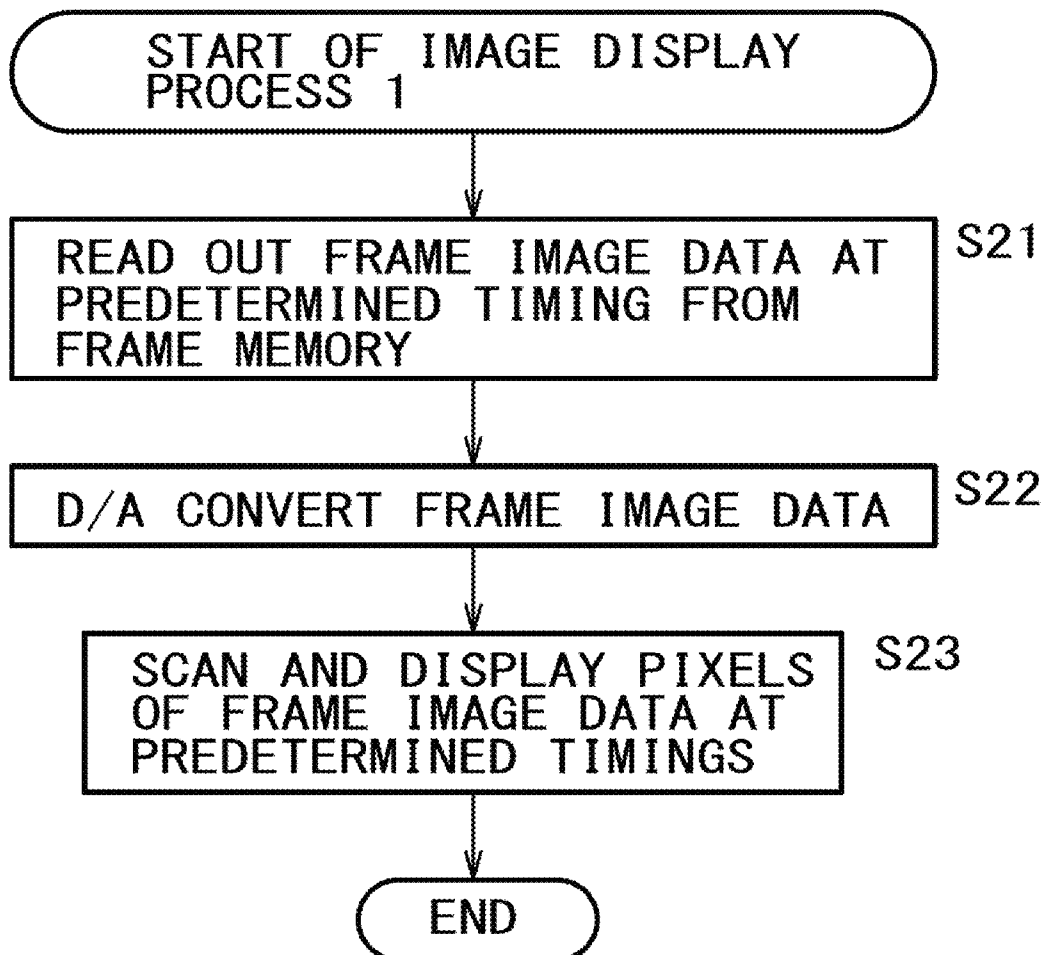 START OF IMAGE DISPLAY
PROCESS 1
READ OUT FRAME IMAGE DATA AT
PREDETERMINED TIMING FROM
FRAME MEMORY
S21
D/A CONVERT FRAME IMAGE DATA
S22
SCAN AND DISPLAY PIXELS
OF FRAME IMAGE DATA AT
PREDETERMINED TIMINGS
S23
END